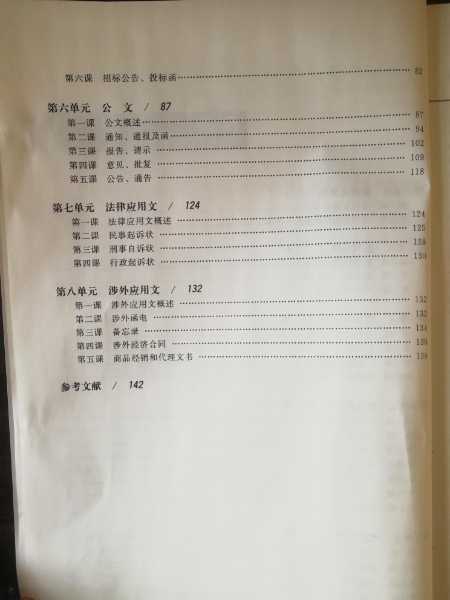 第六课 招标公告、投标函 82
第六单元 公 文 / 87
第一课 公文概述 87
第二课 通知、通报及函 94
第三课 报告、请示 102
第四课 意见、批复 109
第五课 公告、通告 118
第七单元 法律应用文 / 124
第一课 法律应用文概述 124
第二课 民事起诉状 125
第三课 刑事自诉状 128
第四课 行政起诉状 130
第八单元 涉外应用文 / 132
第一课 涉外应用文概述 132
第二课 涉外函电 132
第三课 备忘录 134
第四课 涉外经济合同 136
第五课 商品经销和代理文书 139
参考文献 / 142